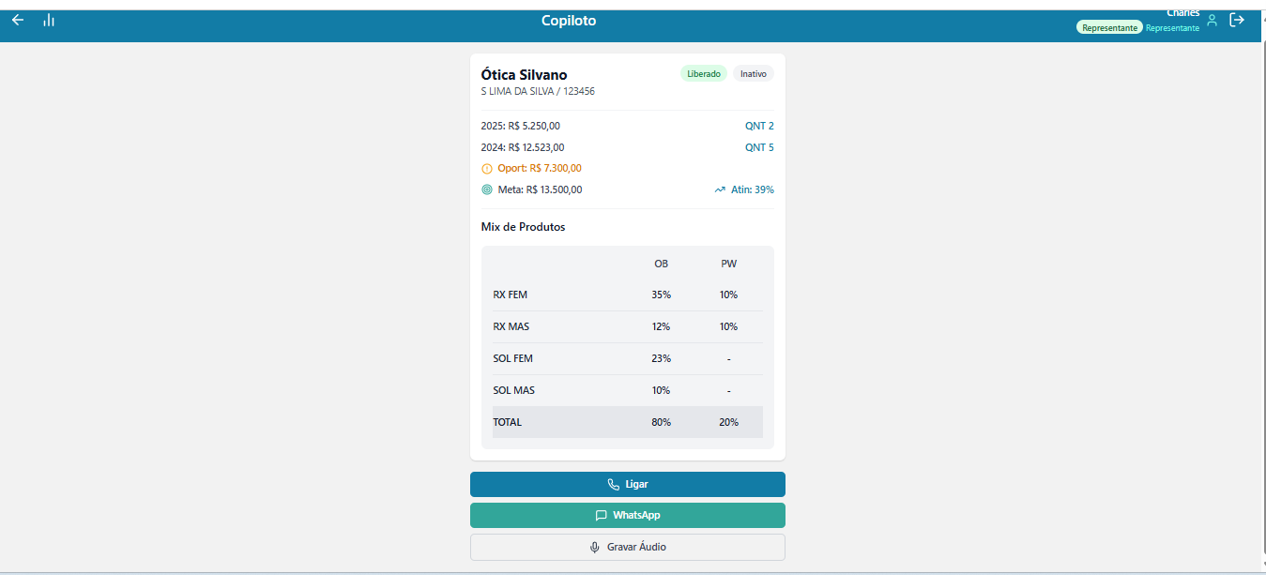 Copiloto
Charles
Representante Representante
Ótica Silvano Liberado Inativo
S LIMA DA SILVA / 123456
2025: R$ 5.250,00 QNT 2
2024: R$ 12.523,00 QNT 5
Oport: R$ 7.300,00
Meta: R$ 13.500,00 Atin: 39%
Mix de Produtos
OB PW
RX FEM 35% 10%
RX MAS 12% 10%
SOL FEM 23% -
SOL MAS 10% -
TOTAL 80% 20%
Ligar
WhatsApp
Gravar Áudio